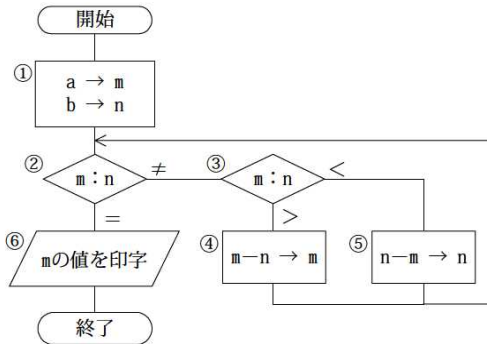 開始
①
a → m
b → n
②
m：n
≠
③
m：n
<
=
>
⑥
mの値を印字
④
m－n → m
⑤
n－m → n
終了